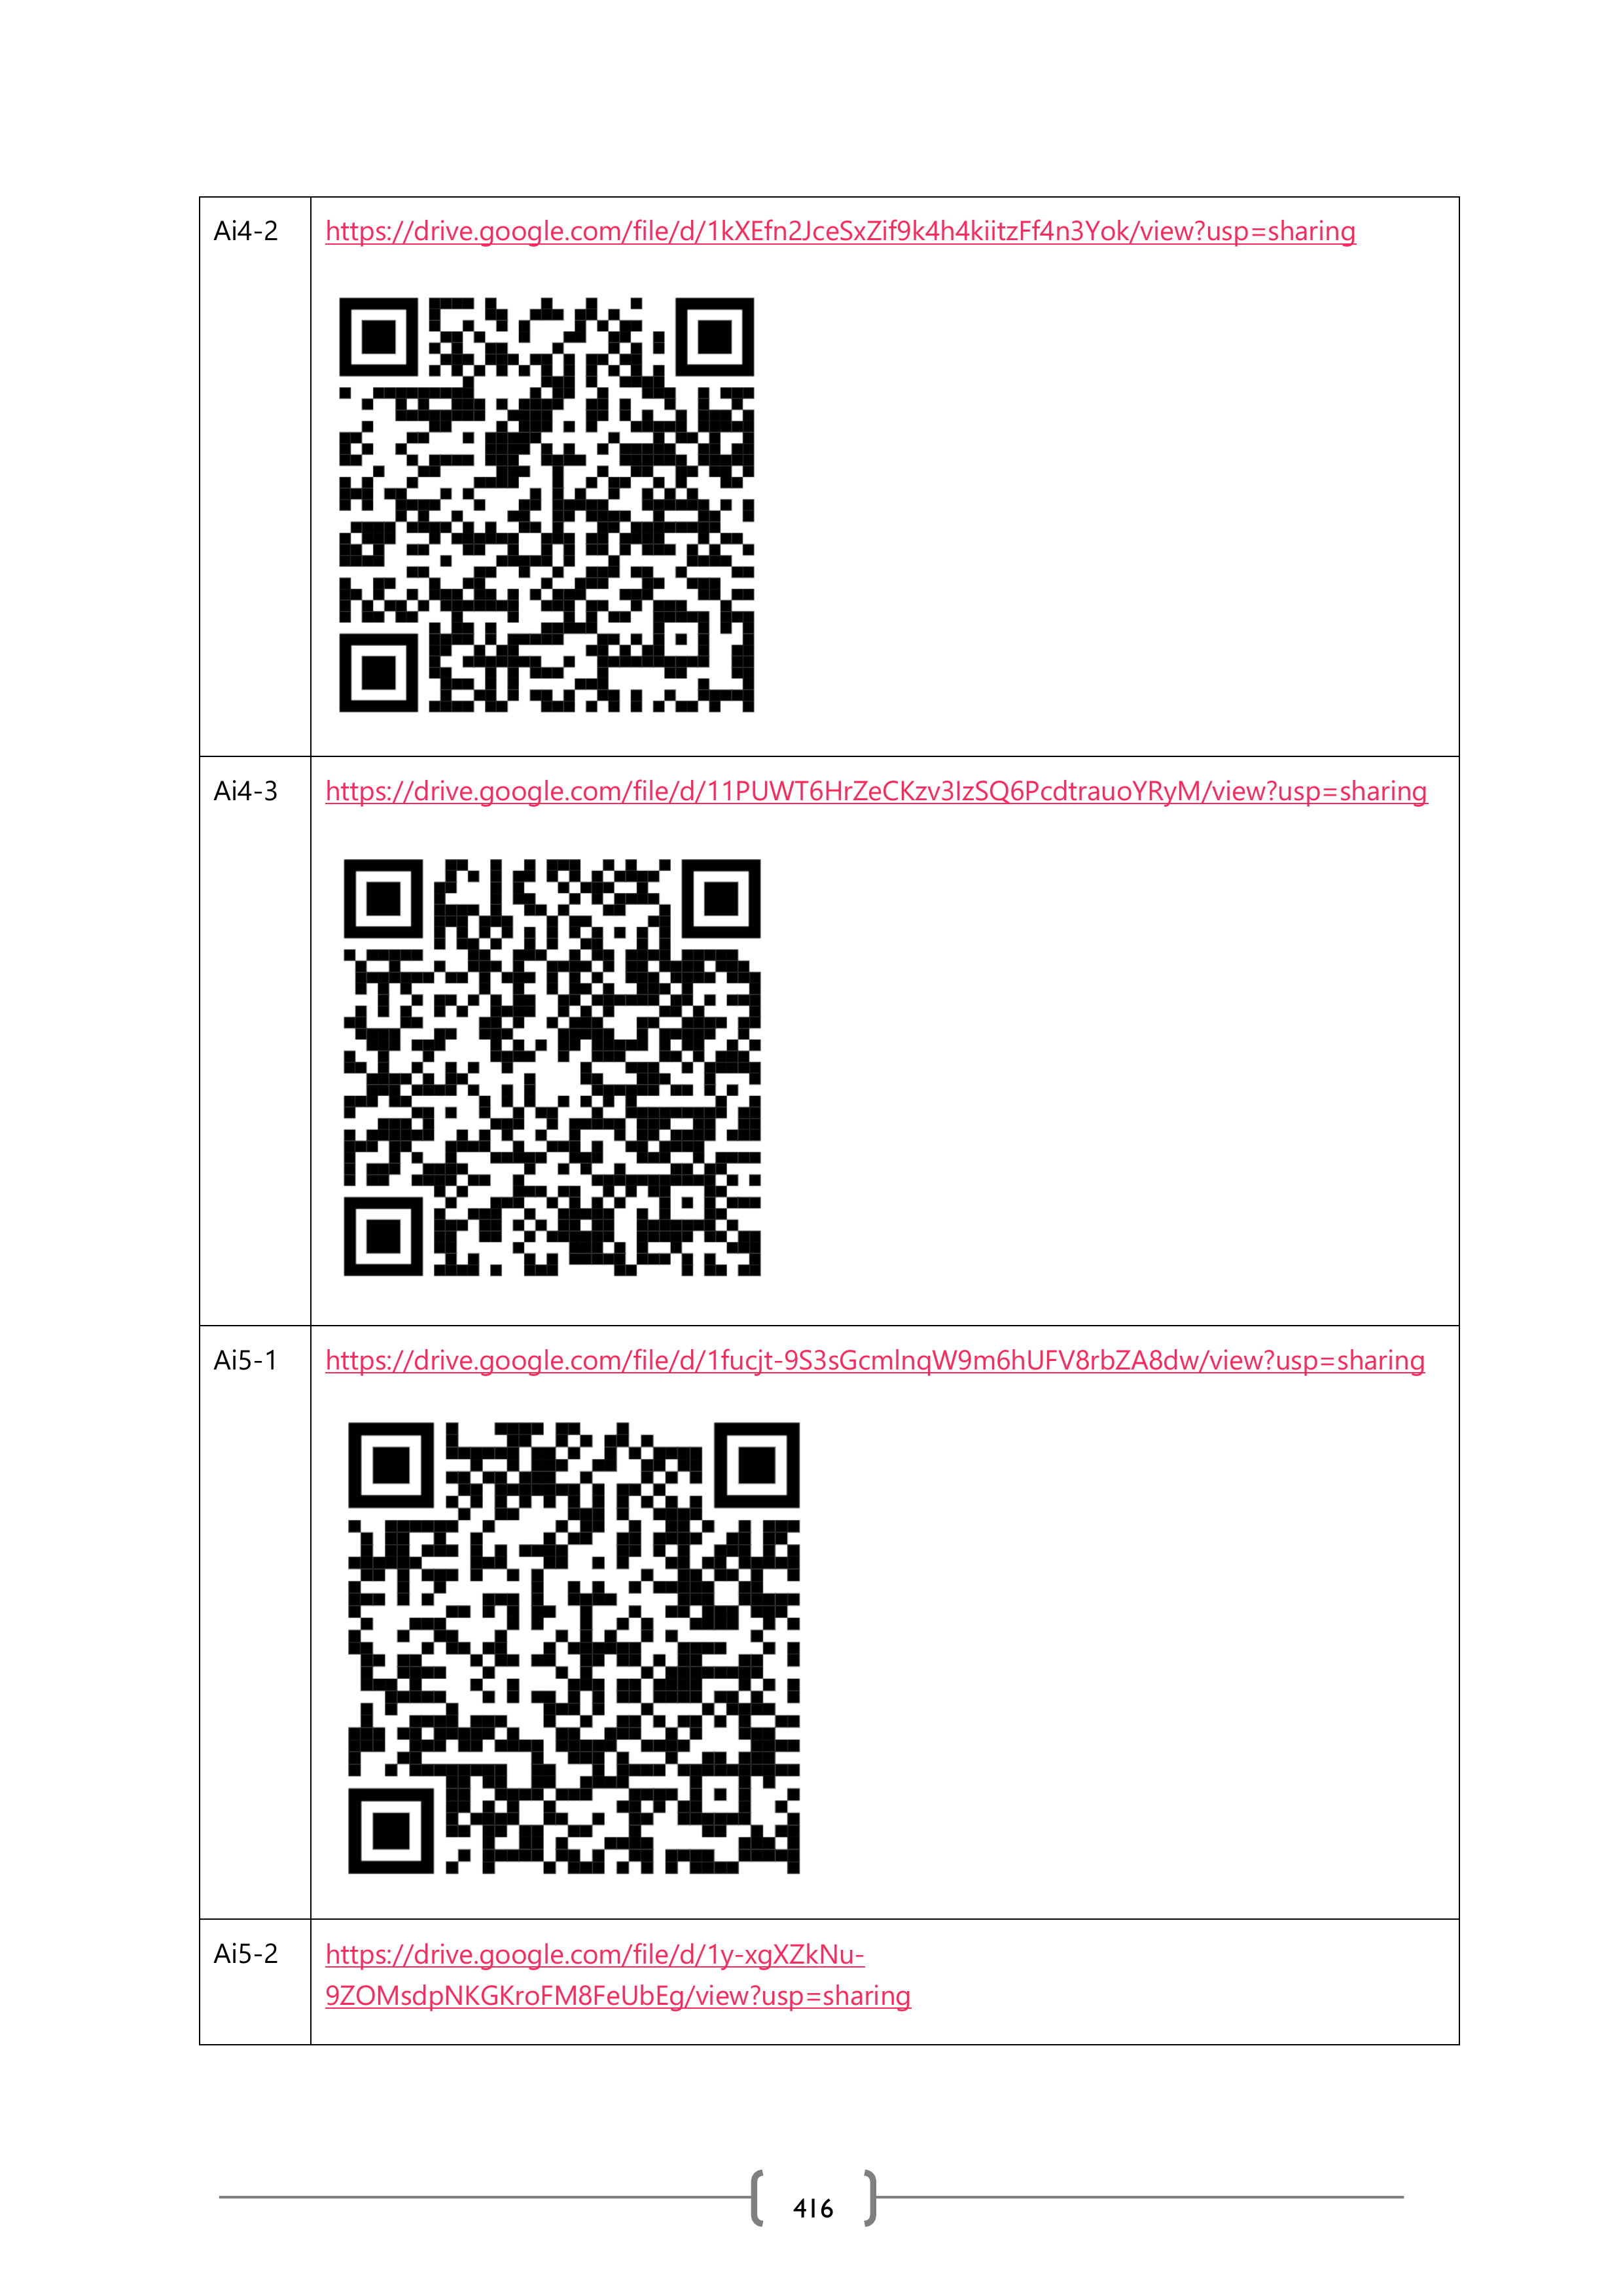 Ai4-2
https://drive.google.com/file/d/1kXEfn2JceSxZif9k4h4kiitzFf4n3Yok/view?usp=sharing
Ai4-3
https://drive.google.com/file/d/11PUWT6HrZeCKzv3IzSQ6PcdtrauoYRyM/view?usp=sharing
Ai5-1
https://drive.google.com/file/d/1fucjt-9S3sGcmlnqW9m6hUFV8rbZA8dw/view?usp=sharing
Ai5-2
https://drive.google.com/file/d/1y-xgXZkNu-
9ZOMsdpNKGKroFM8FeUbEg/view?usp=sharing
416